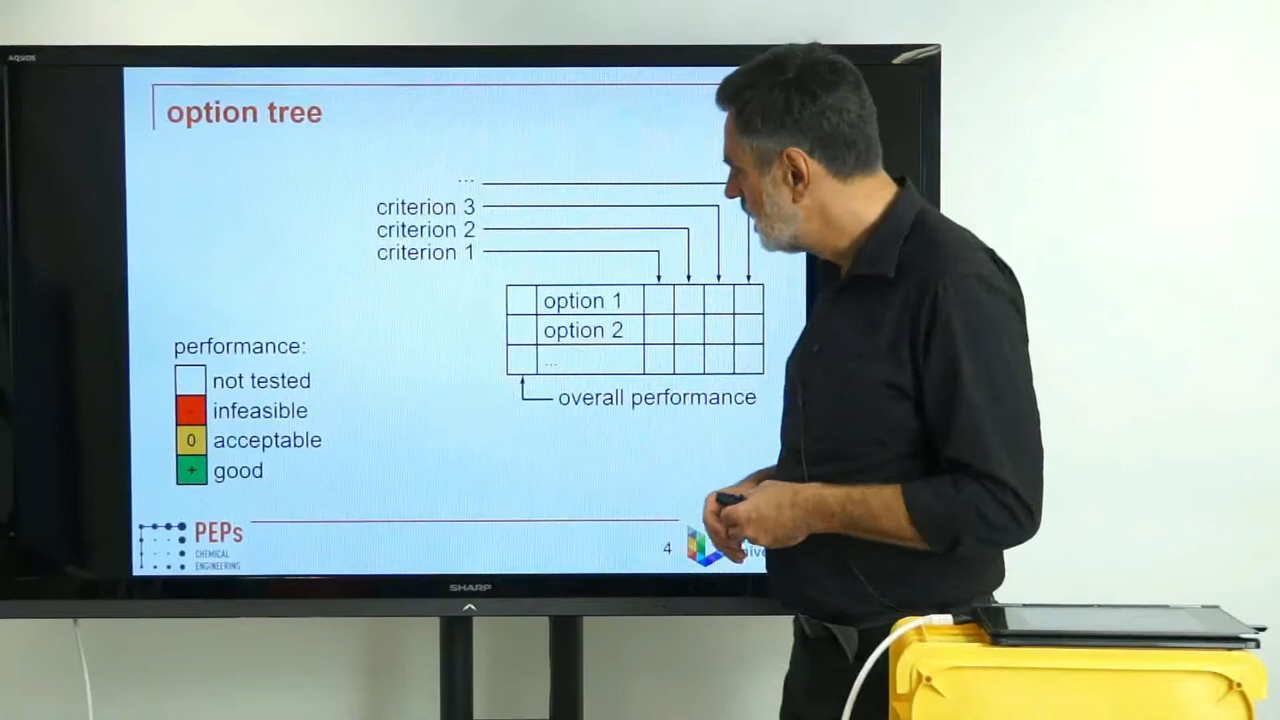 AQUOS
option tree
...
criterion 3
criterion 2
criterion 1
option 1
option 2
...
overall performance
performance:
not tested
- infeasible
0 acceptable
+ good
PEPs
CHEMICAL
ENGINEERING
4
SHARP